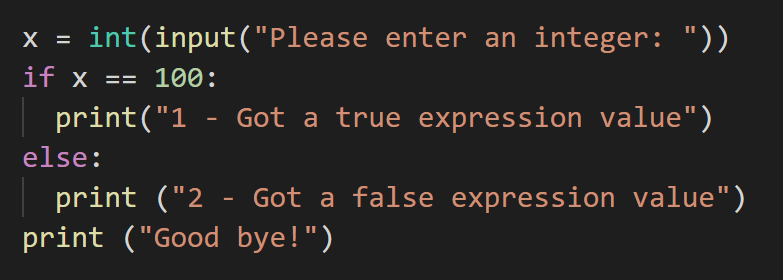 x = int(input("Please enter an integer: "))
if x == 100:
  print("1 - Got a true expression value")
else:
  print ("2 - Got a false expression value")
print ("Good bye!")